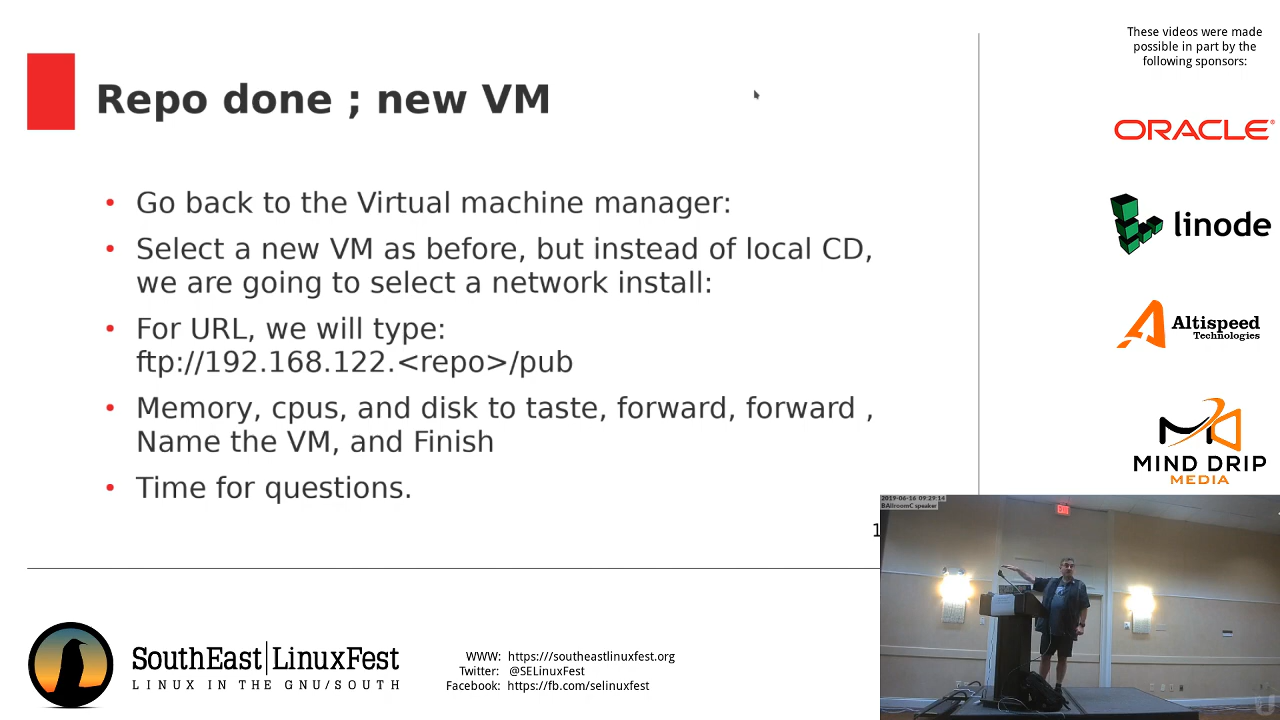 These videos were made
possible in part by the
following sponsors:
Repo done ; new VM
ORACLE®
• Go back to the Virtual machine manager:
• Select a new VM as before, but instead of local CD,
we are going to select a network install:
linode
• For URL, we will type:
ftp://192.168.122.<repo>/pub
Altispeed
Technologies
• Memory, cpus, and disk to taste, forward, forward ,
Name the VM, and Finish
MIND DRIP
MEDIA
• Time for questions.
2019-06-16 09:29:14
BAllroomC speaker
1
SouthEast|LinuxFest
LINUX IN THE GNU/SOUTH
WWW: https:///southeastlinuxfest.org
Twitter: @SELinuxFest
Facebook: https://fb.com/selinuxfest